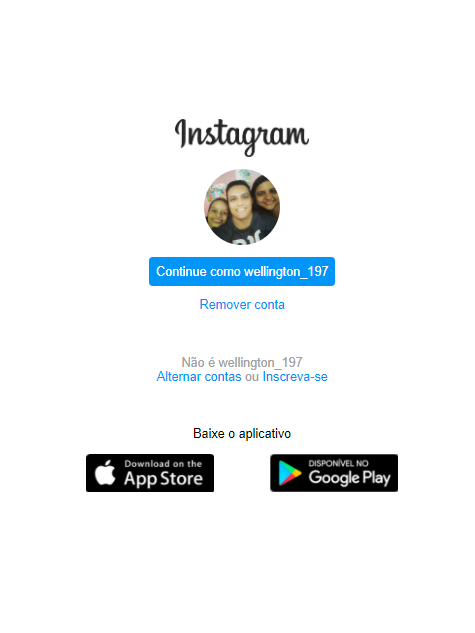 Instagram
Continue como wellington_197
Remover conta
Não é wellington_197
Alternar contas ou Inscreva-se
Baixe o aplicativo
Download on the
App Store
DISPONÍVEL NO
Google Play